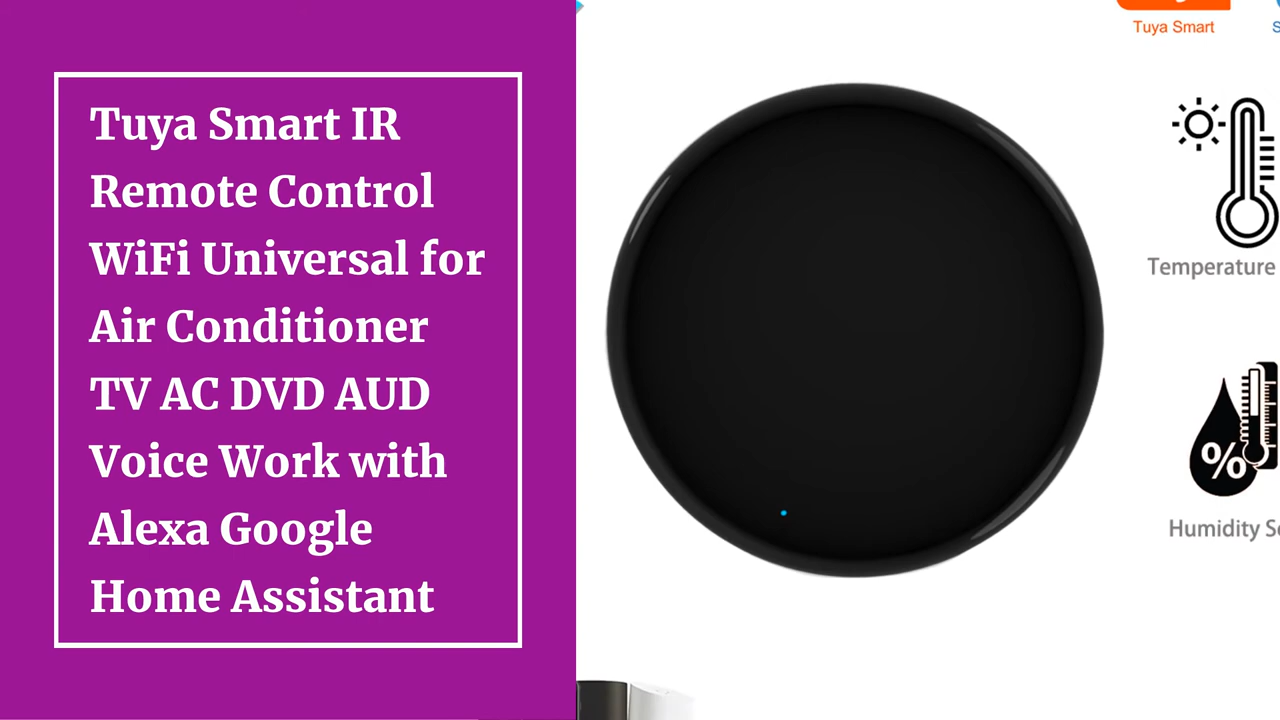 Tuya Smart IR
Remote Control
WiFi Universal for
Air Conditioner
TV AC DVD AUD
Voice Work with
Alexa Google
Home Assistant
Tuya Smart
Temperature
%
Humidity